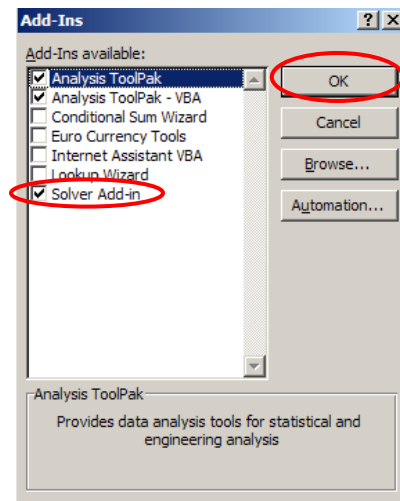 Add-Ins
Add-Ins available:
Analysis ToolPak
Analysis ToolPak - VBA
Conditional Sum Wizard
Euro Currency Tools
Internet Assistant VBA
Lookup Wizard
Solver Add-in
OK
Cancel
Browse...
Automation...
Analysis ToolPak
Provides data analysis tools for statistical and
engineering analysis